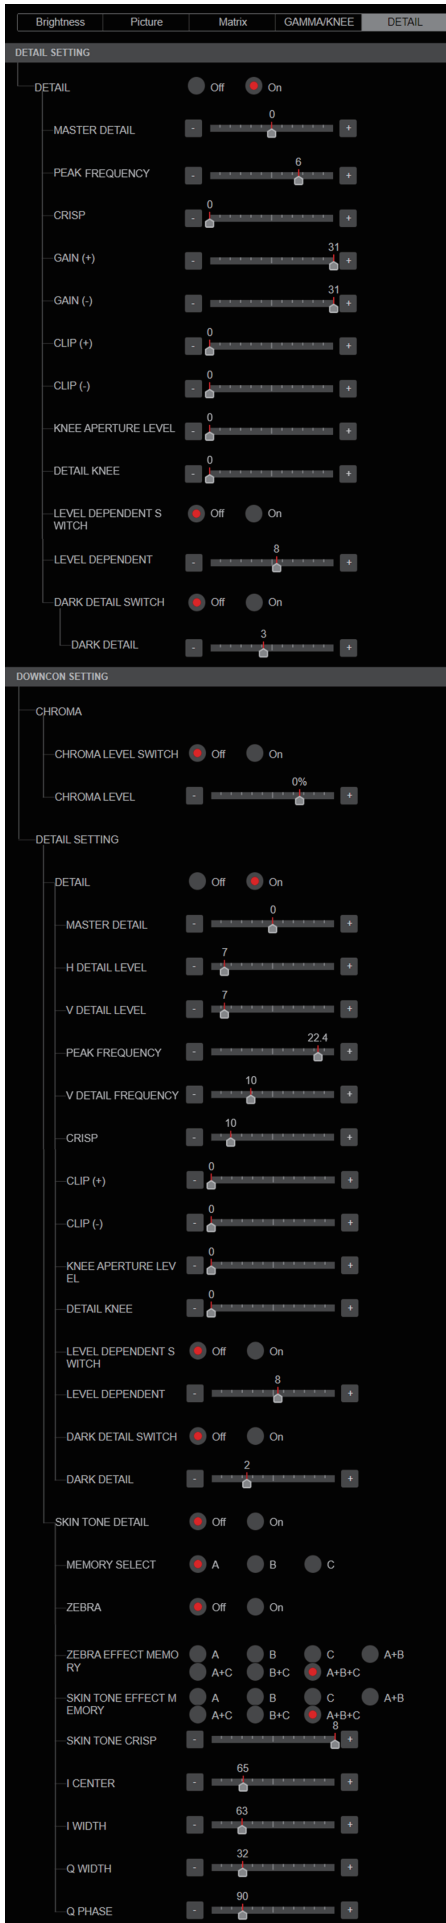 Brightness Picture Matrix GAMMA/KNEE DETAIL
DETAIL SETTING
DETAIL Off On
0
MASTER DETAIL - +
6
PEAK FREQUENCY - +
0
CRISP - +
31
GAIN (+) - +
31
GAIN (-) - +
0
CLIP (+) - +
0
CLIP (-) - +
0
KNEE APERTURE LEVEL - +
0
DETAIL KNEE - +
LEVEL DEPENDENT S Off On
WITCH
8
LEVEL DEPENDENT - +
DARK DETAIL SWITCH Off On
3
DARK DETAIL - +
DOWNCON SETTING
CHROMA
CHROMA LEVEL SWITCH Off On
0%
CHROMA LEVEL - +
DETAIL SETTING
DETAIL Off On
0
MASTER DETAIL - +
7
H DETAIL LEVEL - +
7
V DETAIL LEVEL - +
22.4
PEAK FREQUENCY - +
10
V DETAIL FREQUENCY - +
10
CRISP - +
0
CLIP (+) - +
0
CLIP (-) - +
0
KNEE APERTURE LEV - +
EL
0
DETAIL KNEE - +
LEVEL DEPENDENT S Off On
WITCH
8
LEVEL DEPENDENT - +
DARK DETAIL SWITCH Off On
2
DARK DETAIL - +
SKIN TONE DETAIL Off On
MEMORY SELECT A B C
ZEBRA Off On
ZEBRA EFFECT MEMO A B C A+B
RY A+C B+C A+B+C
SKIN TONE EFFECT M A B C A+B
EMORY A+C B+C A+B+C
8
SKIN TONE CRISP - +
65
I CENTER - +
63
I WIDTH - +
32
Q WIDTH - +
90
Q PHASE - +